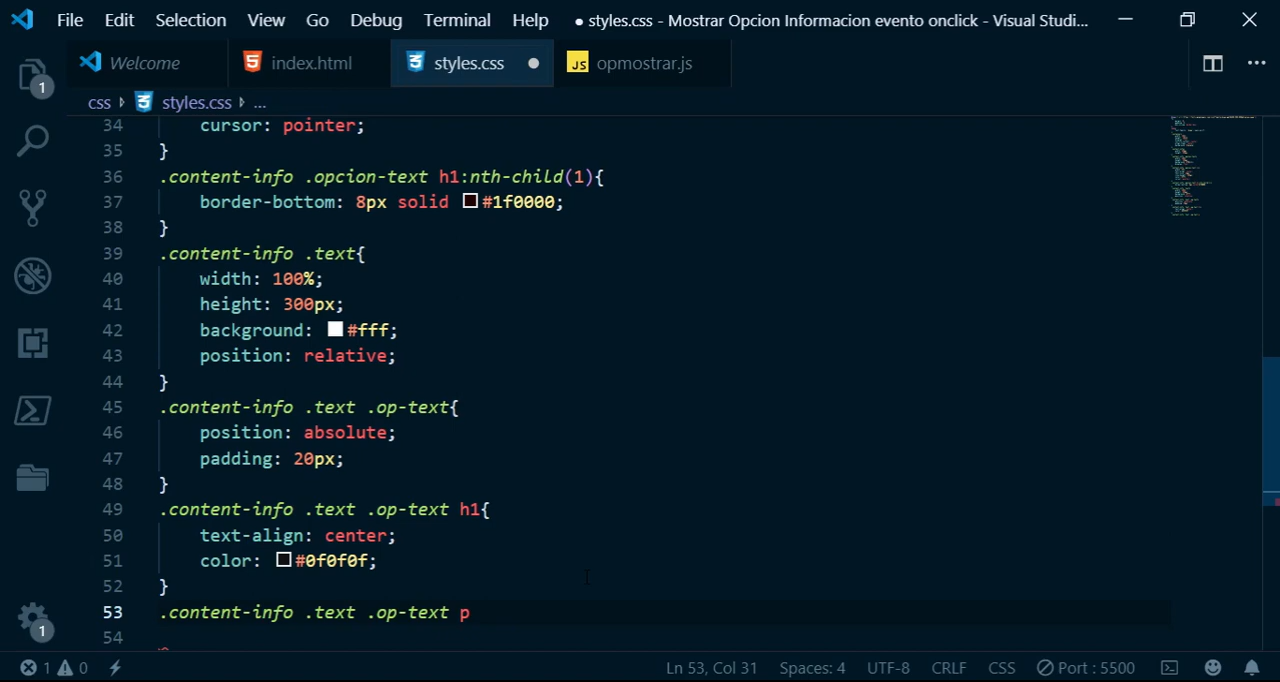 File Edit Selection View Go Debug Terminal Help ● styles.css - Mostrar Opcion Informacion evento onclick - Visual Studi...
Welcome index.html styles.css JS opmostrar.js
css styles.css ...
34 cursor: pointer;
35 }
36 .content-info .opcion-text h1:nth-child(1){
37 border-bottom: 8px solid #1f0000;
38 }
39 .content-info .text{
40 width: 100%;
41 height: 300px;
42 background: #fff;
43 position: relative;
44 }
45 .content-info .text .op-text{
46 position: absolute;
47 padding: 20px;
48 }
49 .content-info .text .op-text h1{
50 text-align: center;
51 color: #0f0f0f;
52 }
53 .content-info .text .op-text p
54
1
1
1 0 Ln 53, Col 31 Spaces: 4 UTF-8 CRLF CSS Port : 5500